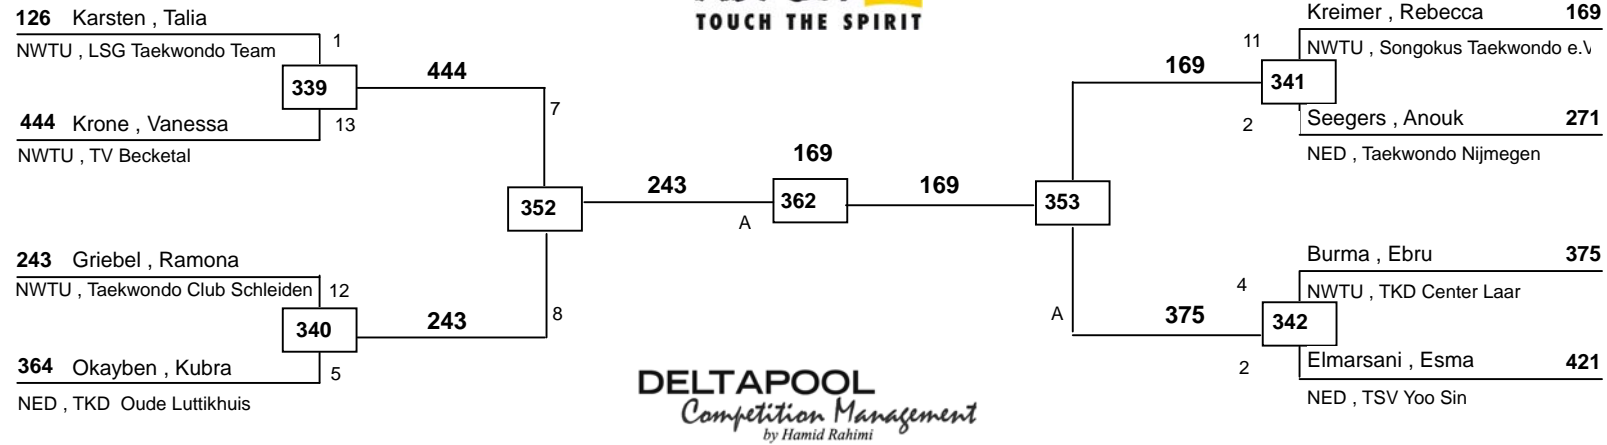 TOUCH THE SPIRIT
126 Karsten , Talia
NWTU , LSG Taekwondo Team
1
339
444
444 Krone , Vanessa
13
NWTU , TV Becketal
7
352
243
243 Griebel , Ramona
NWTU , Taekwondo Club Schleiden
12
340
243
8
364 Okayben , Kubra
5
NED , TKD Oude Luttikhuis
169
362
A
169
353
Kreimer , Rebecca 169
11
NWTU , Songokus Taekwondo e.V
169
341
Seegers , Anouk 271
2
NED , Taekwondo Nijmegen
Burma , Ebru 375
4
NWTU , TKD Center Laar
A
375
342
Elmarsani , Esma 421
2
NED , TSV Yoo Sin
DELTAPOOL
Competition Management
by Hamid Rahimi